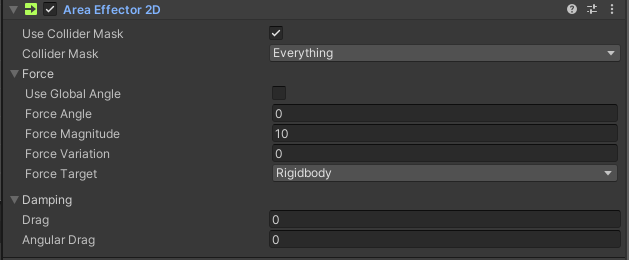 Area Effector 2D
Use Collider Mask
Collider Mask Everything
Force
Use Global Angle
Force Angle 0
Force Magnitude 10
Force Variation 0
Force Target Rigidbody
Damping
Drag 0
Angular Drag 0